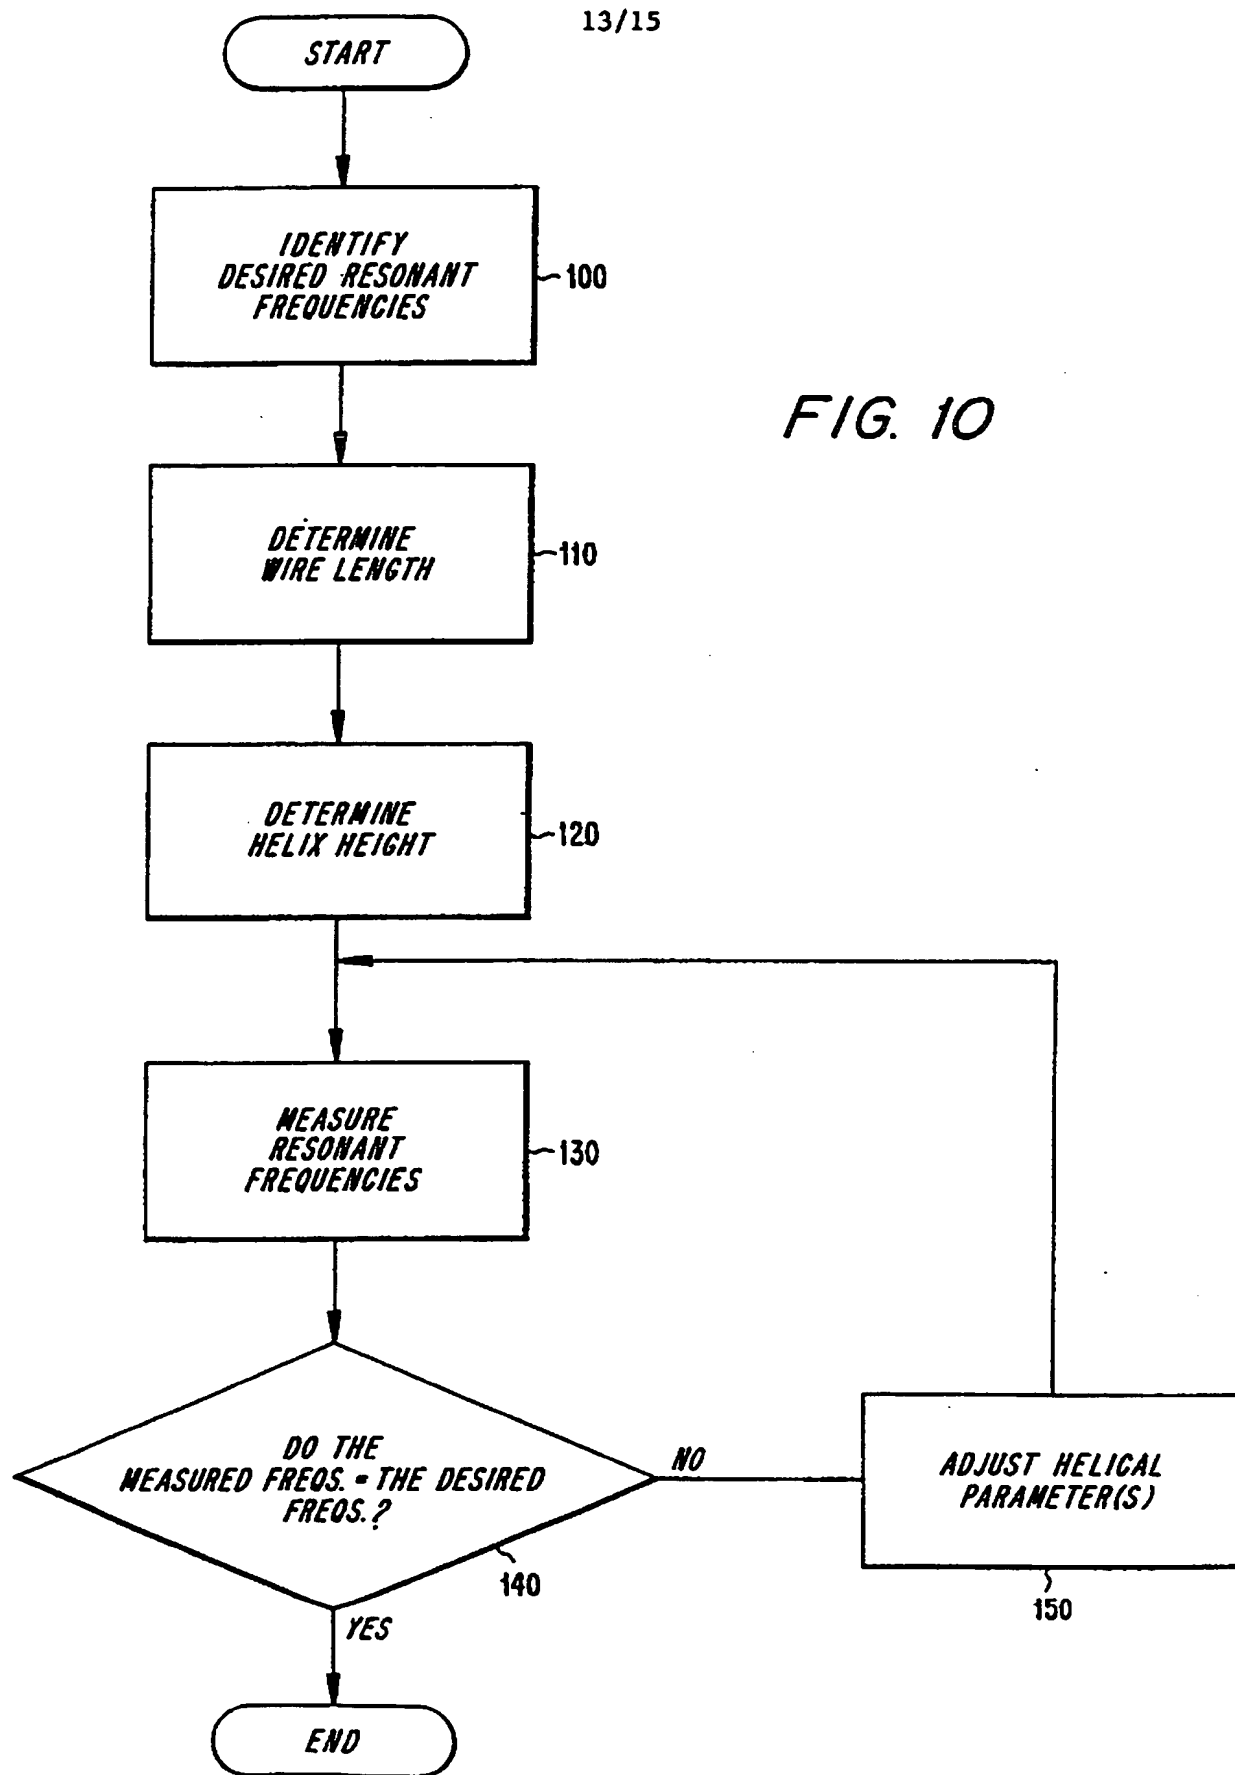 13/15
START
IDENTIFY
DESIRED RESONANT
FREQUENCIES
100
FIG. 10
DETERMINE
WIRE LENGTH
110
DETERMINE
HELIX HEIGHT
120
MEASURE
RESONANT
FREQUENCIES
130
DO THE
MEASURED FREQS. = THE DESIRED
FREQS.?
140
NO
ADJUST HELICAL
PARAMETER(S)
150
YES
END